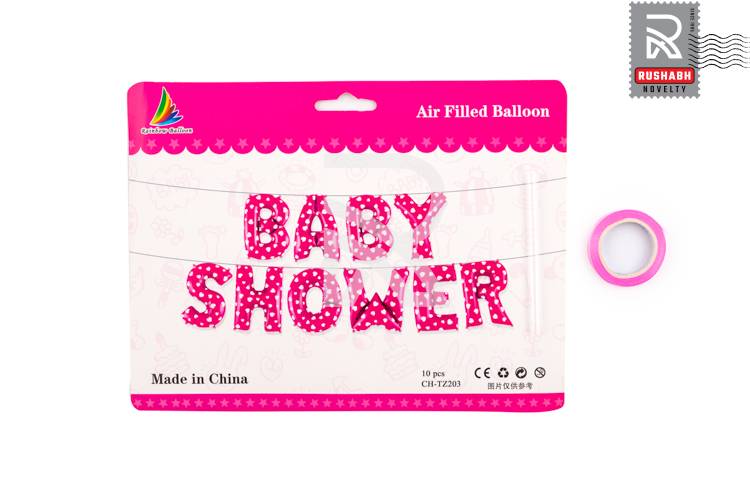 RUSHABH
NOVELTY
Rainbow Balloon
Air Filled Balloon
BABY
SHOWER
Made in China
10 pcs
CH-TZ203
CE
图片仅供参考